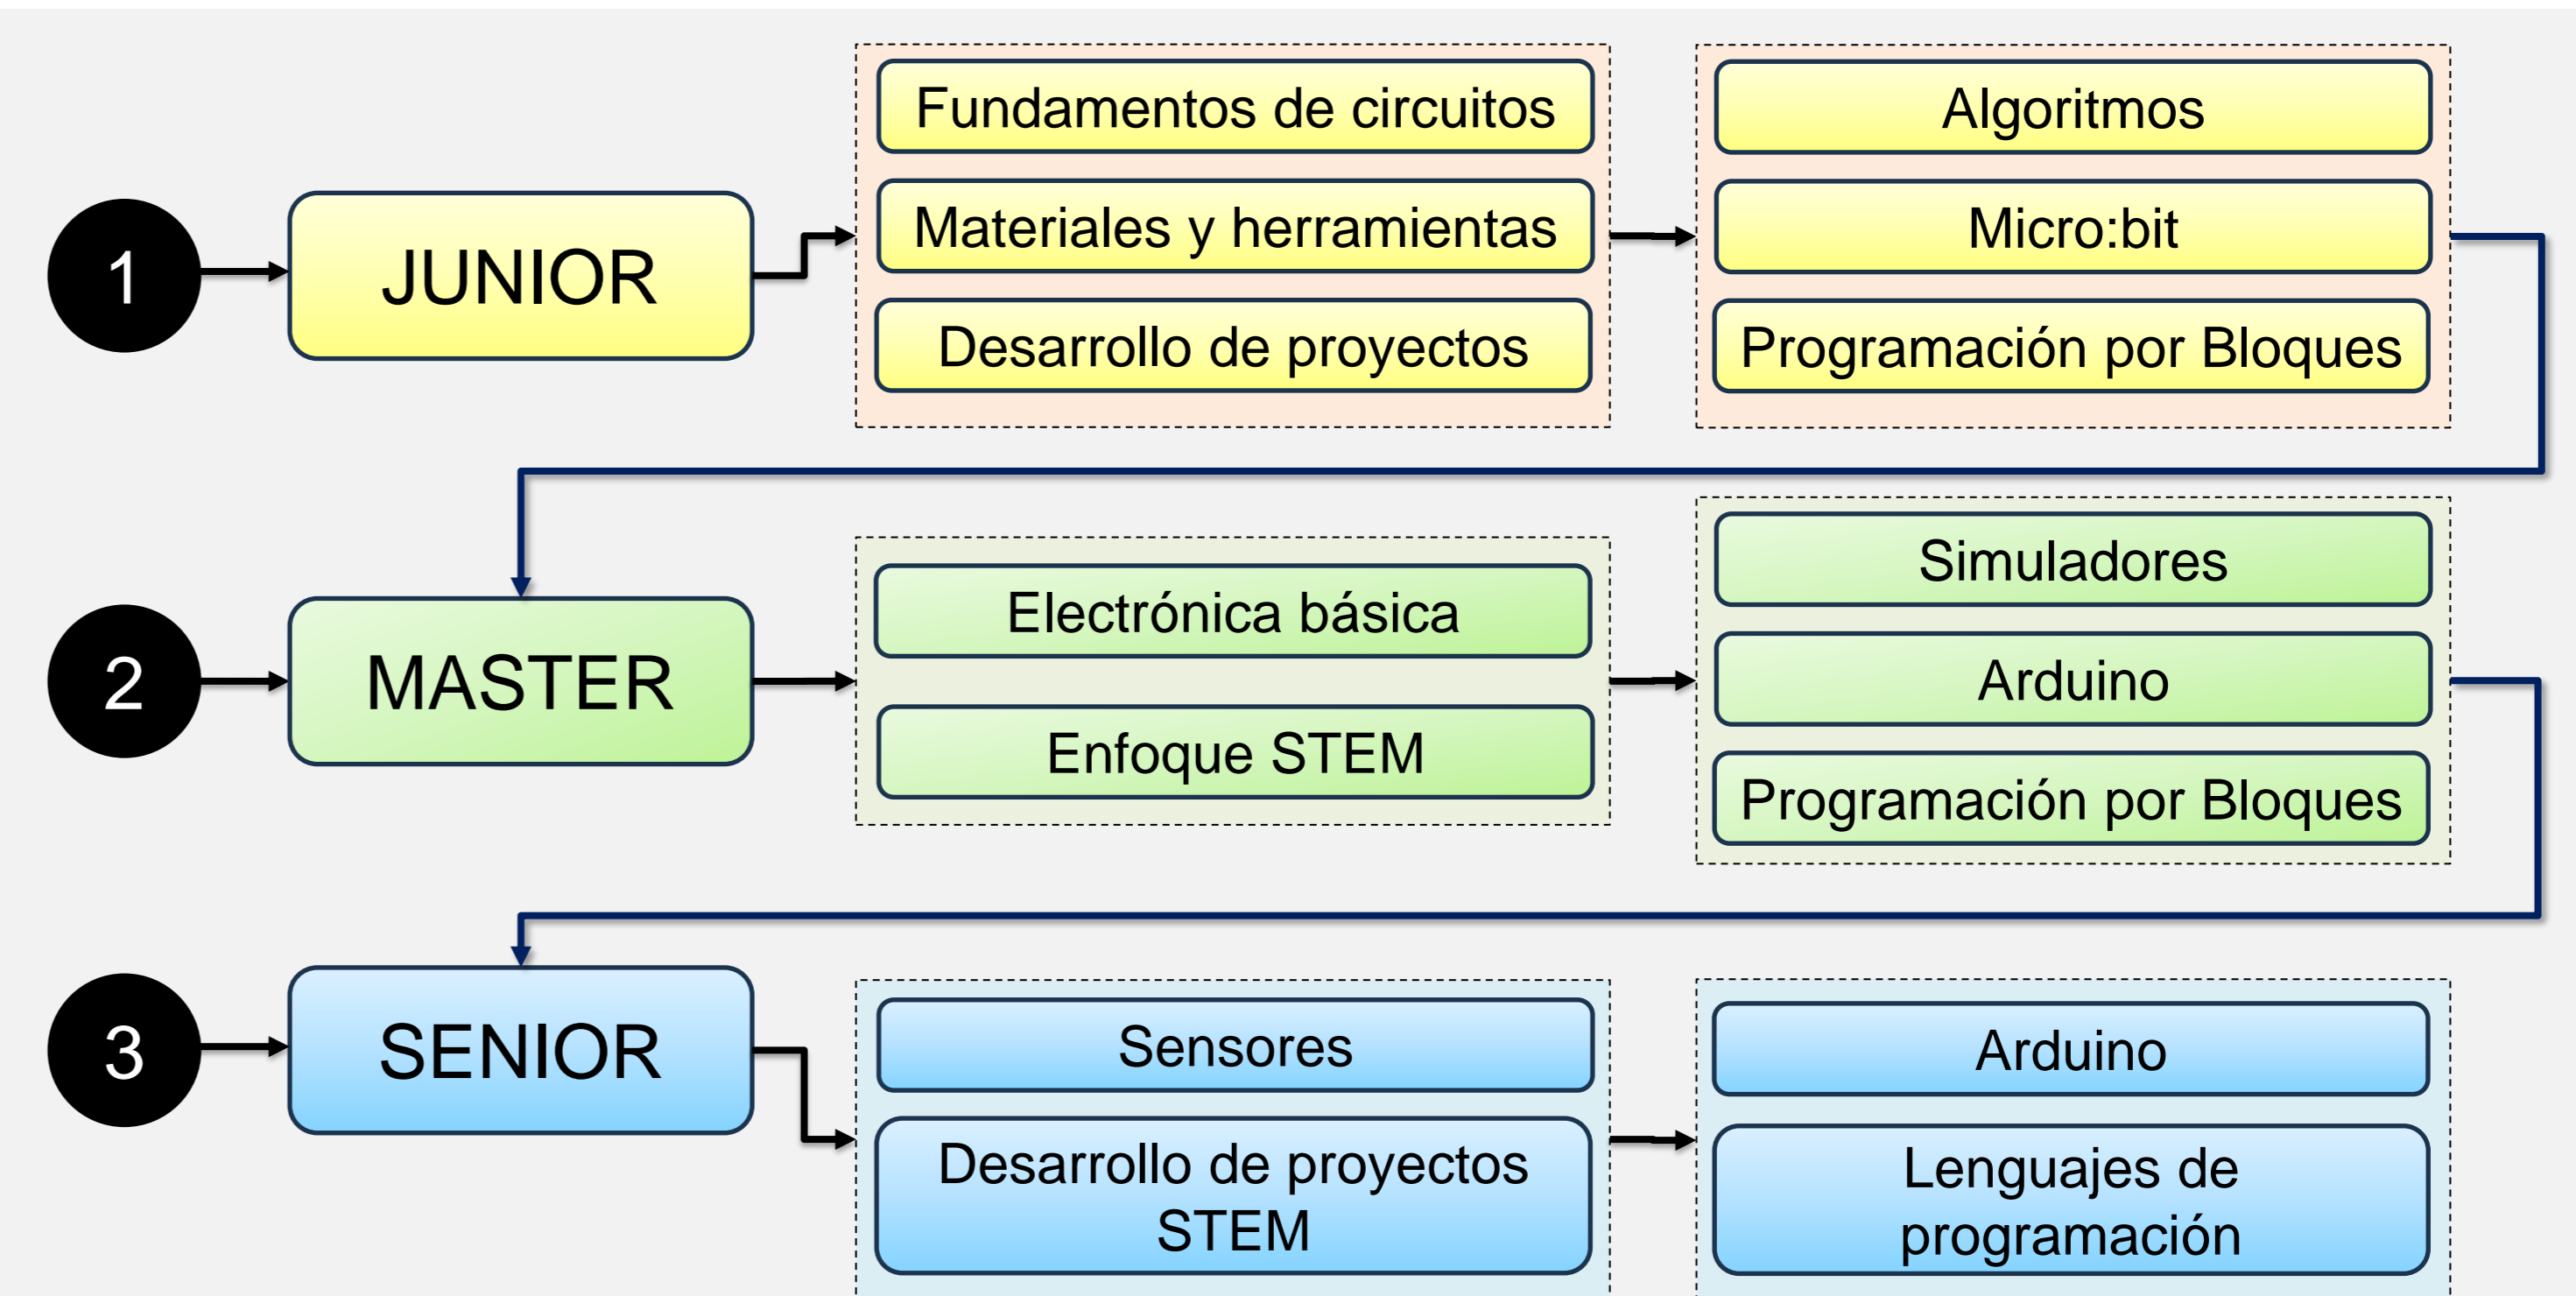 1
JUNIOR
Fundamentos de circuitos
Materiales y herramientas
Desarrollo de proyectos
Algoritmos
Micro:bit
Programación por Bloques
2
MASTER
Electrónica básica
Enfoque STEM
Simuladores
Arduino
Programación por Bloques
3
SENIOR
Sensores
Desarrollo de proyectos
STEM
Arduino
Lenguajes de
programación